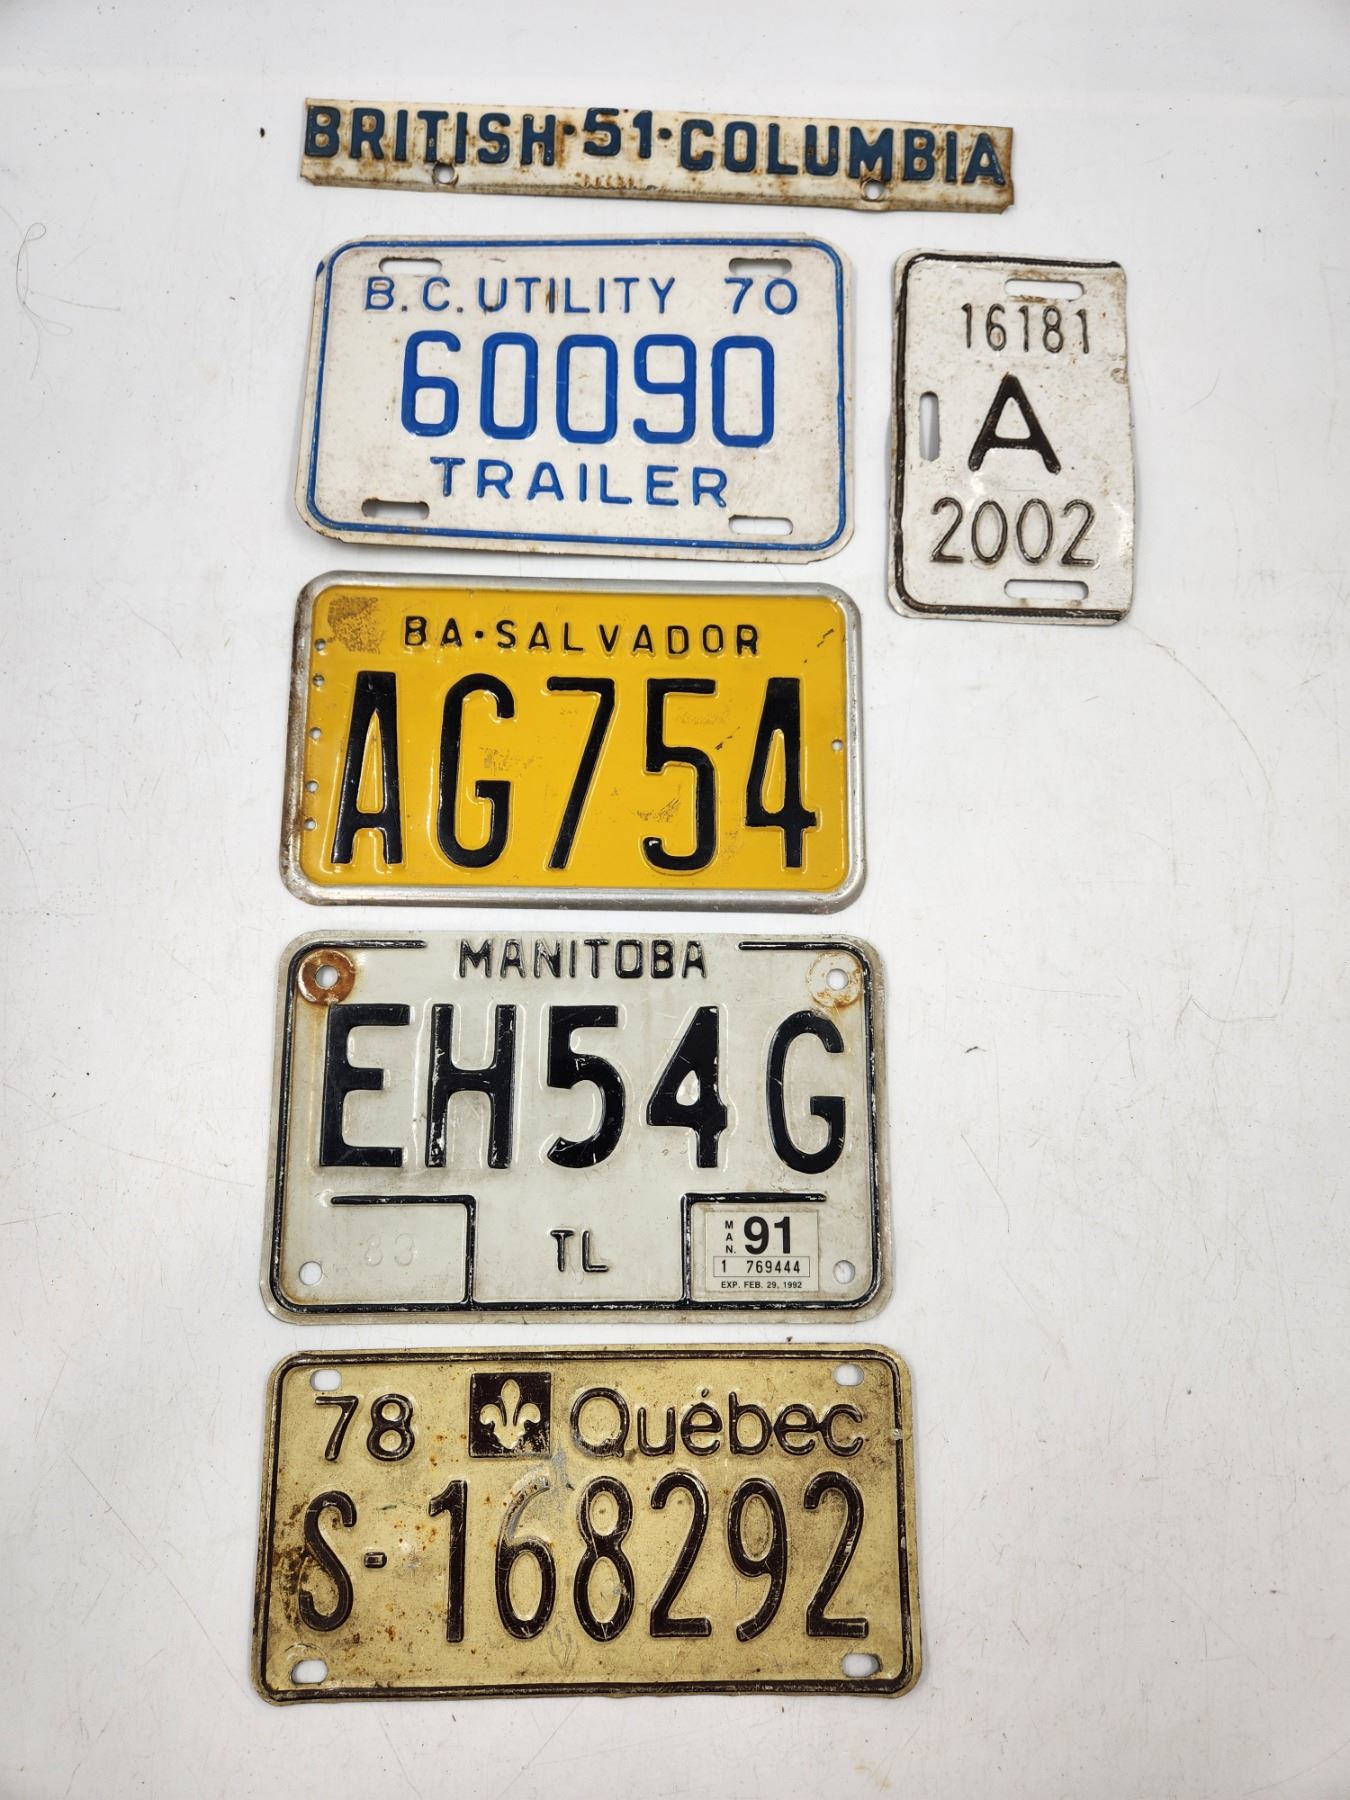 BRITISH·51·COLUMBIA
B.C. UTILITY 70
60090
TRAILER
16181
A
2002
BA·SALVADOR
AG754
MANITOBA
EH54G
83
TL
MAN. 91
1 769444
EXP. FEB. 29, 1992
78 Québec
S-168292